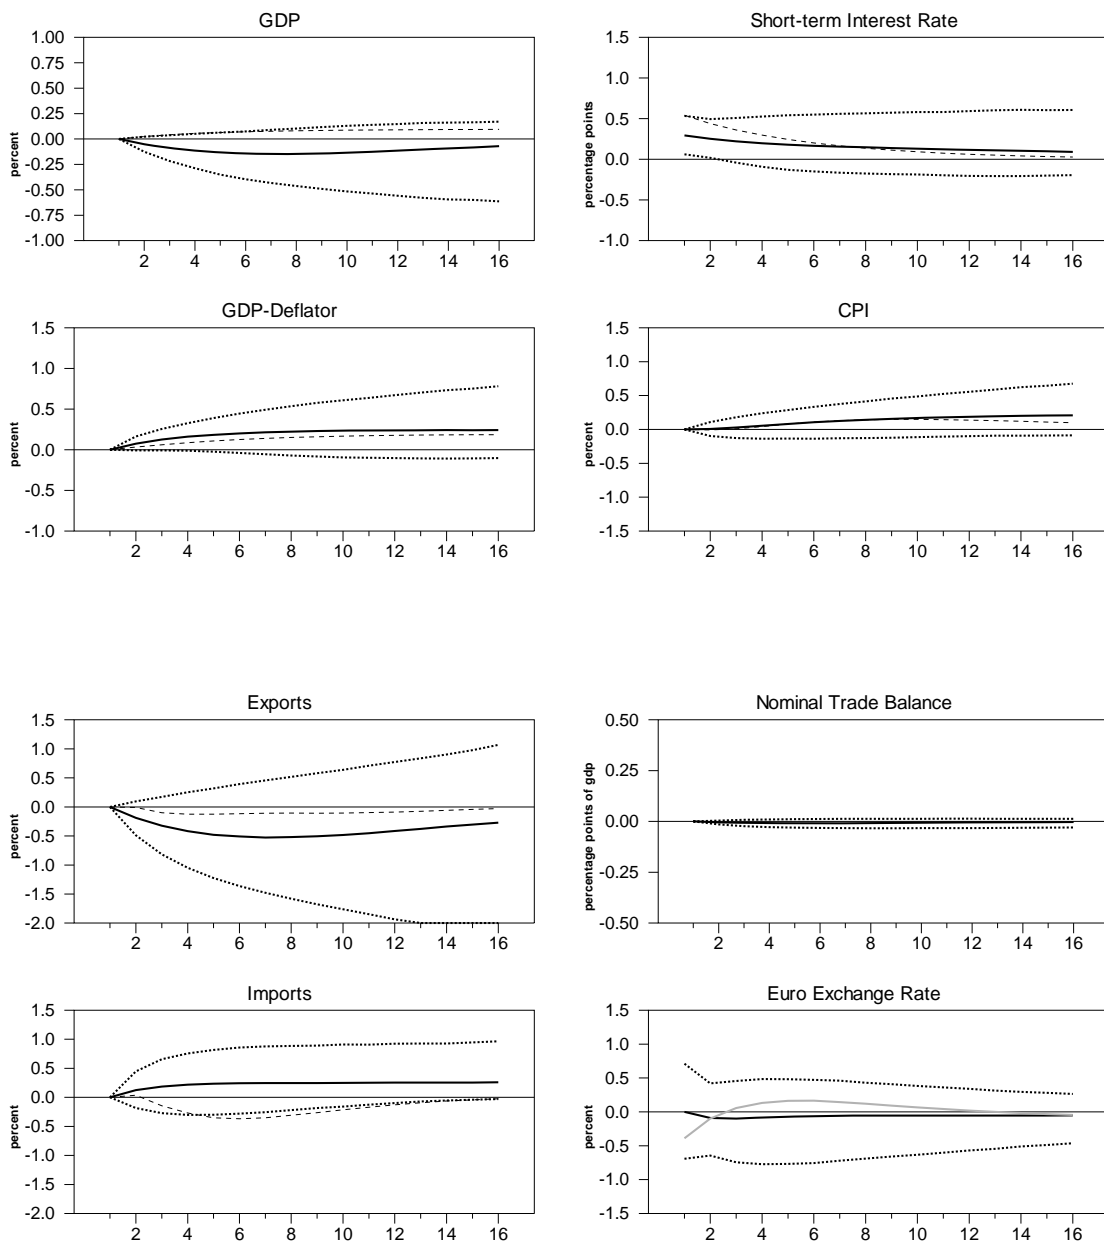 GDP
1.00
0.75
0.50
0.25
0.00
-0.25
-0.50
-0.75
-1.00
percent
2 4 6 8 10 12 14 16
Short-term Interest Rate
1.5
1.0
0.5
0.0
-0.5
-1.0
percentage points
2 4 6 8 10 12 14 16
GDP-Deflator
1.5
1.0
0.5
0.0
-0.5
-1.0
percent
2 4 6 8 10 12 14 16
CPI
1.5
1.0
0.5
0.0
-0.5
-1.0
-1.5
percent
2 4 6 8 10 12 14 16
Exports
1.5
1.0
0.5
0.0
-0.5
-1.0
-1.5
-2.0
percent
2 4 6 8 10 12 14 16
Nominal Trade Balance
0.50
0.25
0.00
-0.25
-0.50
percentage points of gdp
2 4 6 8 10 12 14 16
Imports
1.5
1.0
0.5
0.0
-0.5
-1.0
-1.5
-2.0
percent
2 4 6 8 10 12 14 16
Euro Exchange Rate
1.5
1.0
0.5
0.0
-0.5
-1.0
-1.5
percent
2 4 6 8 10 12 14 16